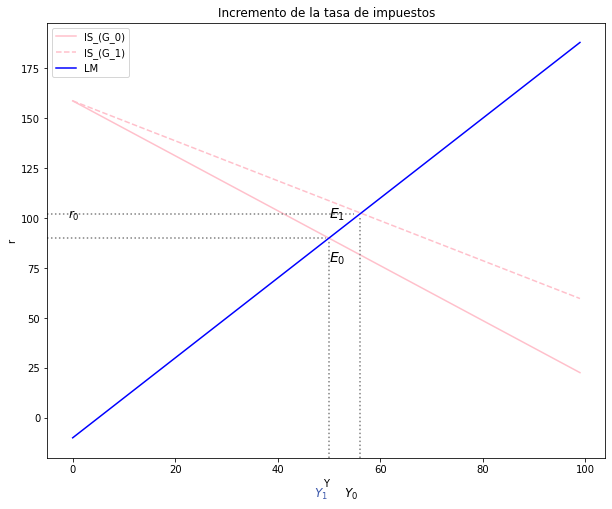 Incremento de la tasa de impuestos
IS_(G_0)
IS_(G_1)
LM
175
150
125
100
75
50
25
0
r
r₀
E₁
E₀
0 20 40 60 80 100
Y
Y₁ Y₀